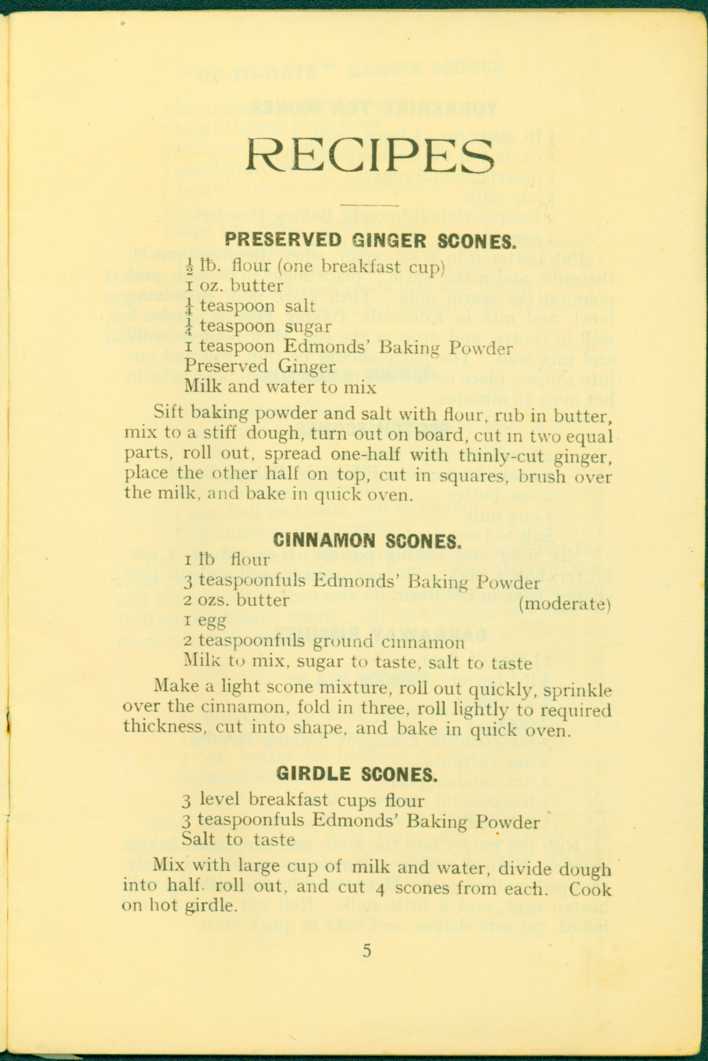 RECIPES
PRESERVED GINGER SCONES.
½ lb. flour (one breakfast cup)
1 oz. butter
¼ teaspoon salt
¼ teaspoon sugar
1 teaspoon Edmonds' Baking Powder
Preserved Ginger
Milk and water to mix
Sift baking powder and salt with flour, rub in butter,
mix to a stiff dough, turn out on board, cut in two equal
parts, roll out, spread one-half with thinly-cut ginger,
place the other half on top, cut in squares, brush over
the milk, and bake in quick oven.
CINNAMON SCONES.
1 lb flour
3 teaspoonfuls Edmonds' Baking Powder
2 ozs. butter (moderate)
1 egg
2 teaspoonfuls ground cinnamon
Milk to mix, sugar to taste, salt to taste
Make a light scone mixture, roll out quickly, sprinkle
over the cinnamon, fold in three, roll lightly to required
thickness, cut into shape, and bake in quick oven.
GIRDLE SCONES.
3 level breakfast cups flour
3 teaspoonfuls Edmonds' Baking Powder
Salt to taste
Mix with large cup of milk and water, divide dough
into half. roll out, and cut 4 scones from each. Cook
on hot girdle.
5